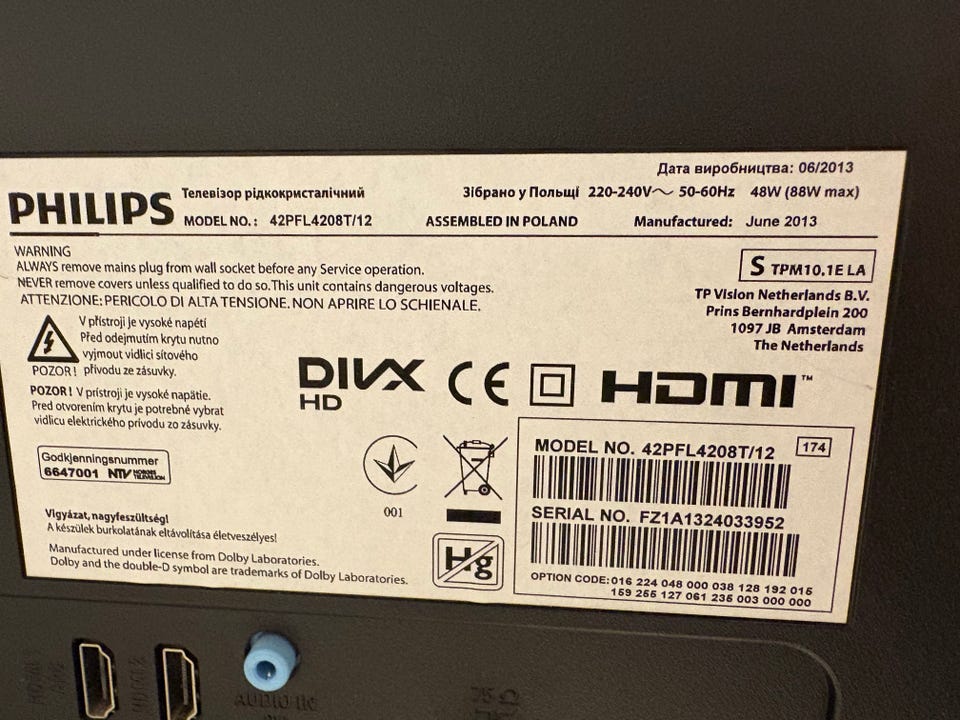 Дата виробництва: 06/2013
PHILIPS
Телевізор рідкокристалічний
Зібрано у Польщі 220-240V~ 50-60Hz 48W (88W max)
MODEL NO.: 42PFL4208T/12
ASSEMBLED IN POLAND
Manufactured: June 2013
WARNING
ALWAYS remove mains plug from wall socket before any Service operation.
NEVER remove covers unless qualified to do so. This unit contains dangerous voltages.
ATTENZIONE: PERICOLO DI ALTA TENSIONE. NON APRIRE LO SCHIENALE.
S TPM10.1E LA
TP Vision Netherlands B.V.
Prins Bernhardplein 200
1097 JB Amsterdam
The Netherlands
V přístroji je vysoké napětí
Před odejmutím krytu nutno
vyjmout vidlici síťového
POZOR! přívodu ze zásuvky.
POZOR! V prístroji je vysoké napätie.
Pred otvorením krytu je potrebné vybrat
vidlicu elektrického prívodu zo zásuvky.
DIVX
HD
CE
HDMI™
Godkjenningsnummer
6647001 NTV NORGES TELEVISJON
001
Hg
Vigyázat, nagyfeszültség!
A készülek burkolatának eltávolítása életveszélyes!
Manufactured under license from Dolby Laboratories.
Dolby and the double-D symbol are trademarks of Dolby Laboratories.
MODEL NO. 42PFL4208T/12
174
SERIAL NO. FZ1A1324033952
OPTION CODE: 016 224 048 000 038 128 192 015
159 255 127 061 235 003 000 000
AUDIO IN